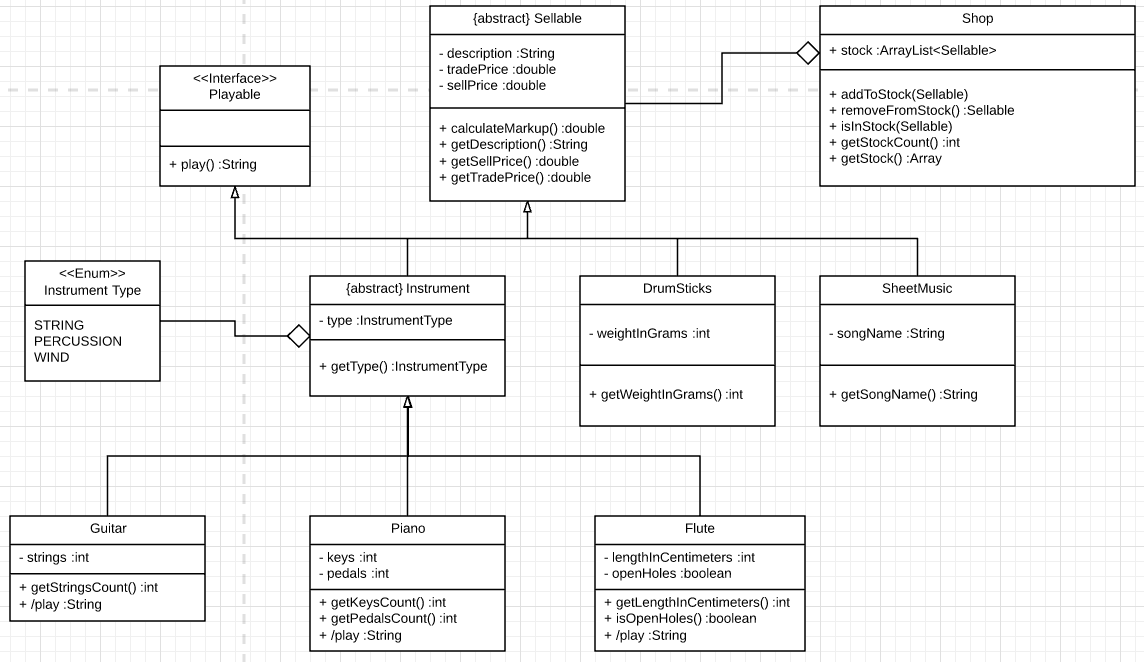 {abstract} Sellable
- description :String
- tradePrice :double
- sellPrice :double
+ calculateMarkup() :double
+ getDescription() :String
+ getSellPrice() :double
+ getTradePrice() :double
Shop
+ stock :ArrayList<Sellable>
+ addToStock(Sellable)
+ removeFromStock() :Sellable
+ isInStock(Sellable)
+ getStockCount() :int
+ getStock() :Array
<<Interface>>
Playable
+ play() :String
<<Enum>>
Instrument Type
STRING
PERCUSSION
WIND
{abstract} Instrument
- type :InstrumentType
+ getType() :InstrumentType
DrumSticks
- weightInGrams :int
+ getWeightInGrams() :int
SheetMusic
- songName :String
+ getSongName() :String
Guitar
- strings :int
+ getStringsCount() :int
+ /play :String
Piano
- keys :int
- pedals :int
+ getKeysCount() :int
+ getPedalsCount() :int
+ /play :String
Flute
- lengthInCentimeters :int
- openHoles :boolean
+ getLengthInCentimeters() :int
+ isOpenHoles() :boolean
+ /play :String